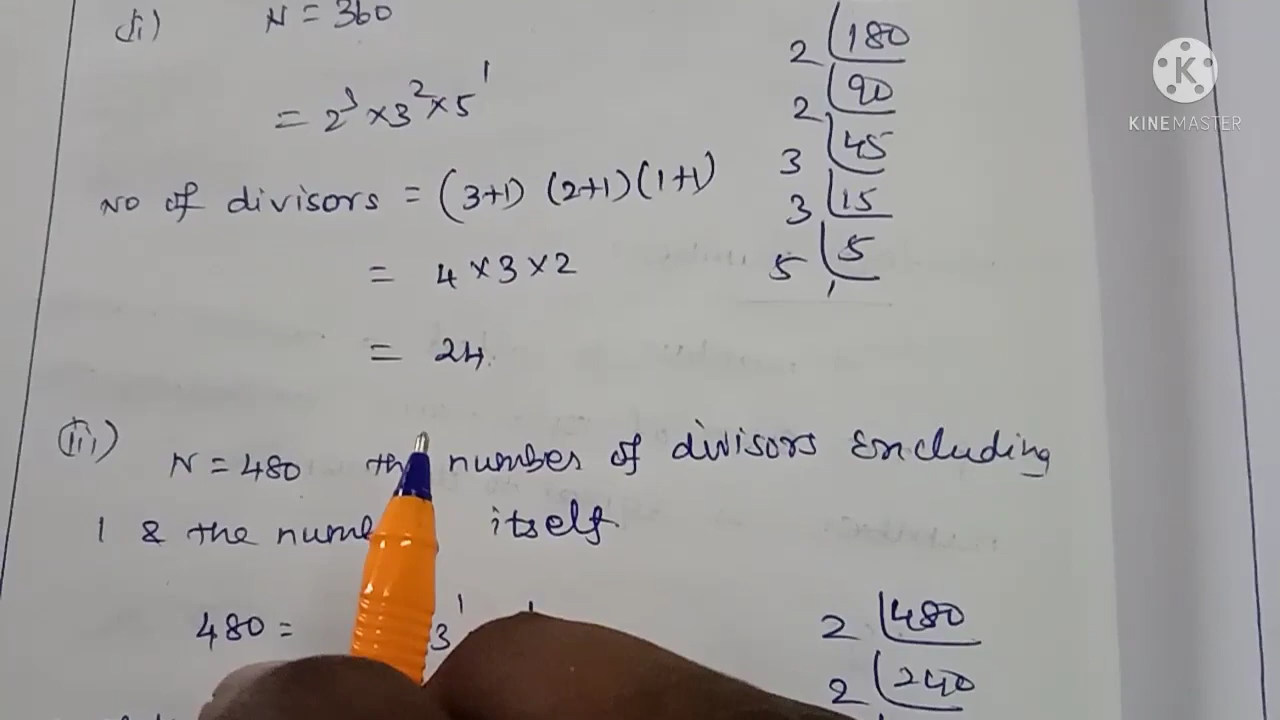 (ii) N = 360
= 2³ × 3² × 5¹
No of divisors = (3+1) (2+1) (1+1)
= 4 × 3 × 2
= 24.
2 180
2 90
3 45
3 15
5 5
1
(iii) N = 480 number of divisors Excluding
1 & the itself
480 = 3¹
2 480
2 240
K
KINEMASTER